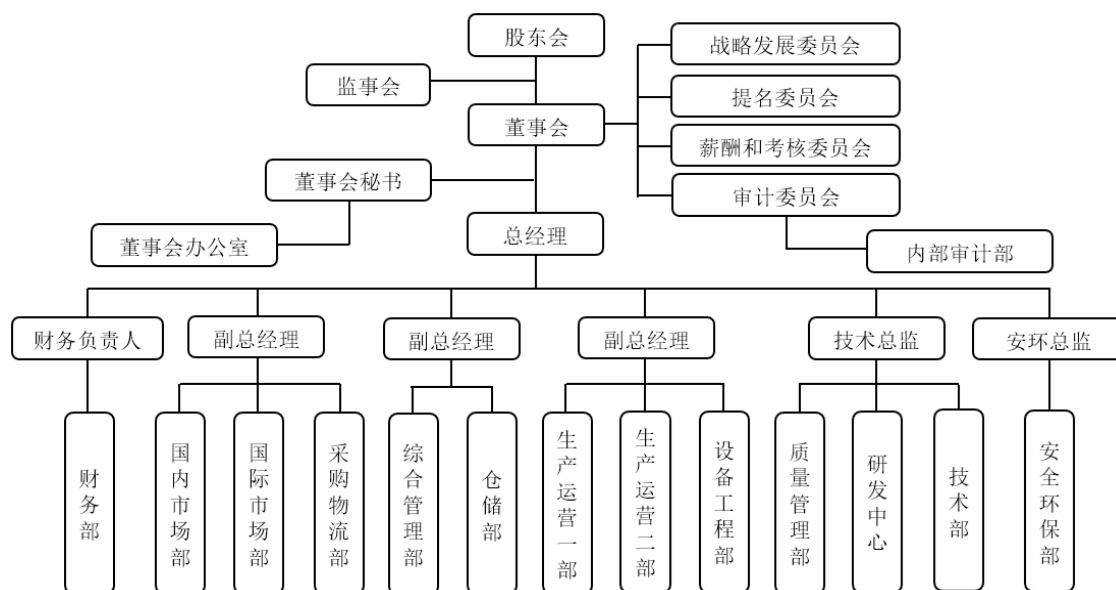 股东会
战略发展委员会
监事会
提名委员会
董事会
薪酬和考核委员会
董事会秘书
审计委员会
总经理
董事会办公室
内部审计部
财务负责人
副总经理
副总经理
副总经理
技术总监
安环总监
财务部
国内市场部
国际市场部
采购物流部
综合管理部
仓储部
生产运营一部
生产运营二部
设备工程部
质量管理部
研发中心
技术部
安全环保部